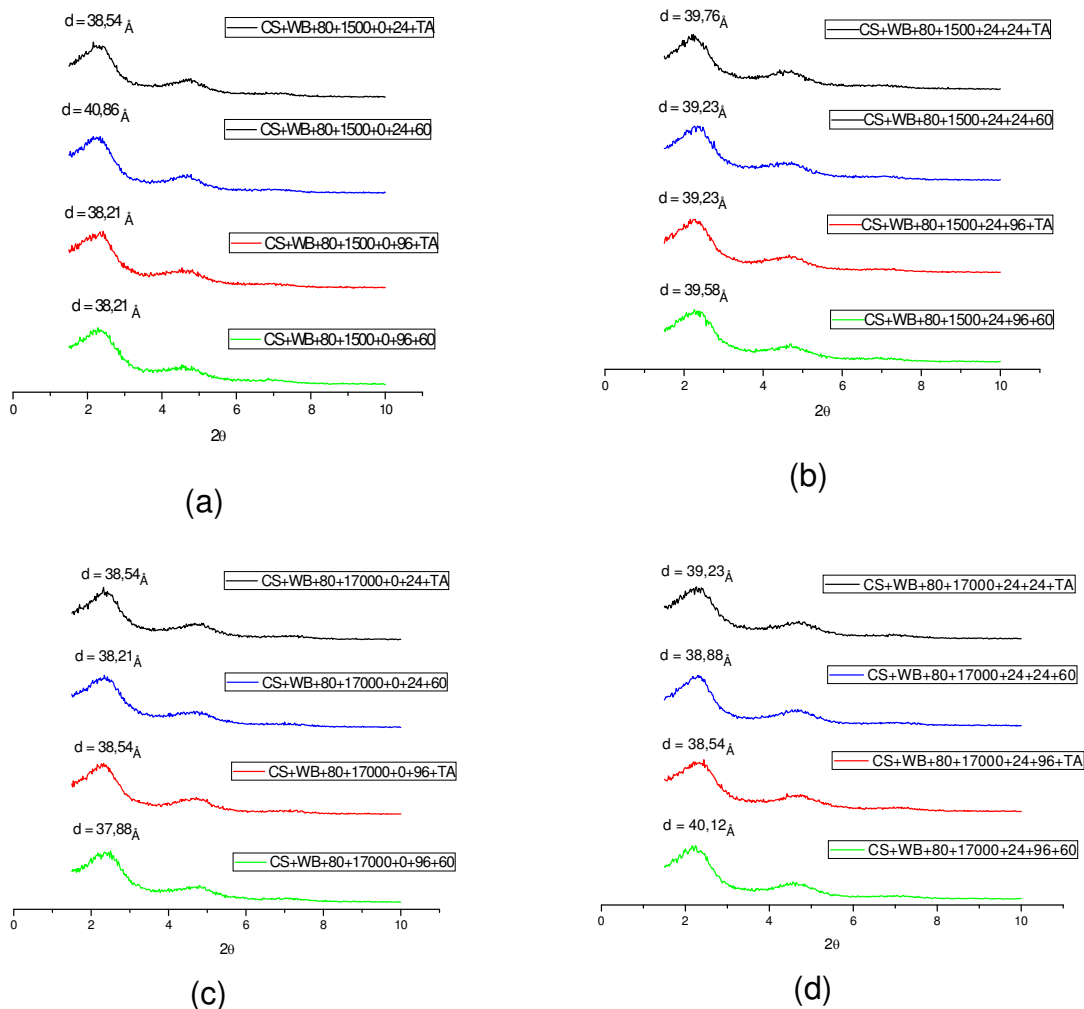 d = 38,54 Å
CS+WB+80+1500+0+24+TA
d = 40,86 Å
CS+WB+80+1500+0+24+60
d = 38,21 Å
CS+WB+80+1500+0+96+TA
d = 38,21 Å
CS+WB+80+1500+0+96+60
0 2 4 6 8 10
2θ
(a)
d = 39,76 Å
CS+WB+80+1500+24+24+TA
d = 39,23 Å
CS+WB+80+1500+24+24+60
d = 39,23 Å
CS+WB+80+1500+24+96+TA
d = 39,58 Å
CS+WB+80+1500+24+96+60
0 2 4 6 8 10
2θ
(b)
d = 38,54 Å
CS+WB+80+17000+0+24+TA
d = 38,21 Å
CS+WB+80+17000+0+24+60
d = 38,54 Å
CS+WB+80+17000+0+96+TA
d = 37,88 Å
CS+WB+80+17000+0+96+60
0 2 4 6 8 10
2θ
(c)
d = 39,23 Å
CS+WB+80+17000+24+24+TA
d = 38,88 Å
CS+WB+80+17000+24+24+60
d = 38,54 Å
CS+WB+80+17000+24+96+TA
d = 40,12 Å
CS+WB+80+17000+24+96+60
0 2 4 6 8 10
2θ
(d)